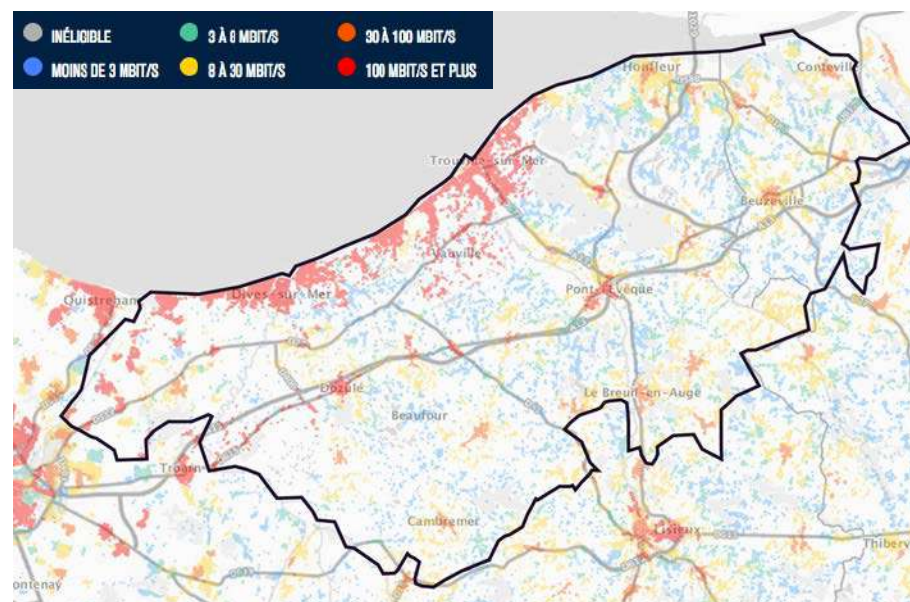 INÉLIGIBLE
3 À 8 MBIT/S
30 À 100 MBIT/S
MOINS DE 3 MBIT/S
8 À 30 MBIT/S
100 MBIT/S ET PLUS
Honfleur
Conteville
Trouville-sur-Mer
Beuzeville
Vauville
Pont-l'Évêque
Ouistreham
Dives-sur-Mer
Dozulé
Le Breuil-en-Auge
Beaufour
Troarn
Cambremer
Lisieux
Thiberv
ontenay